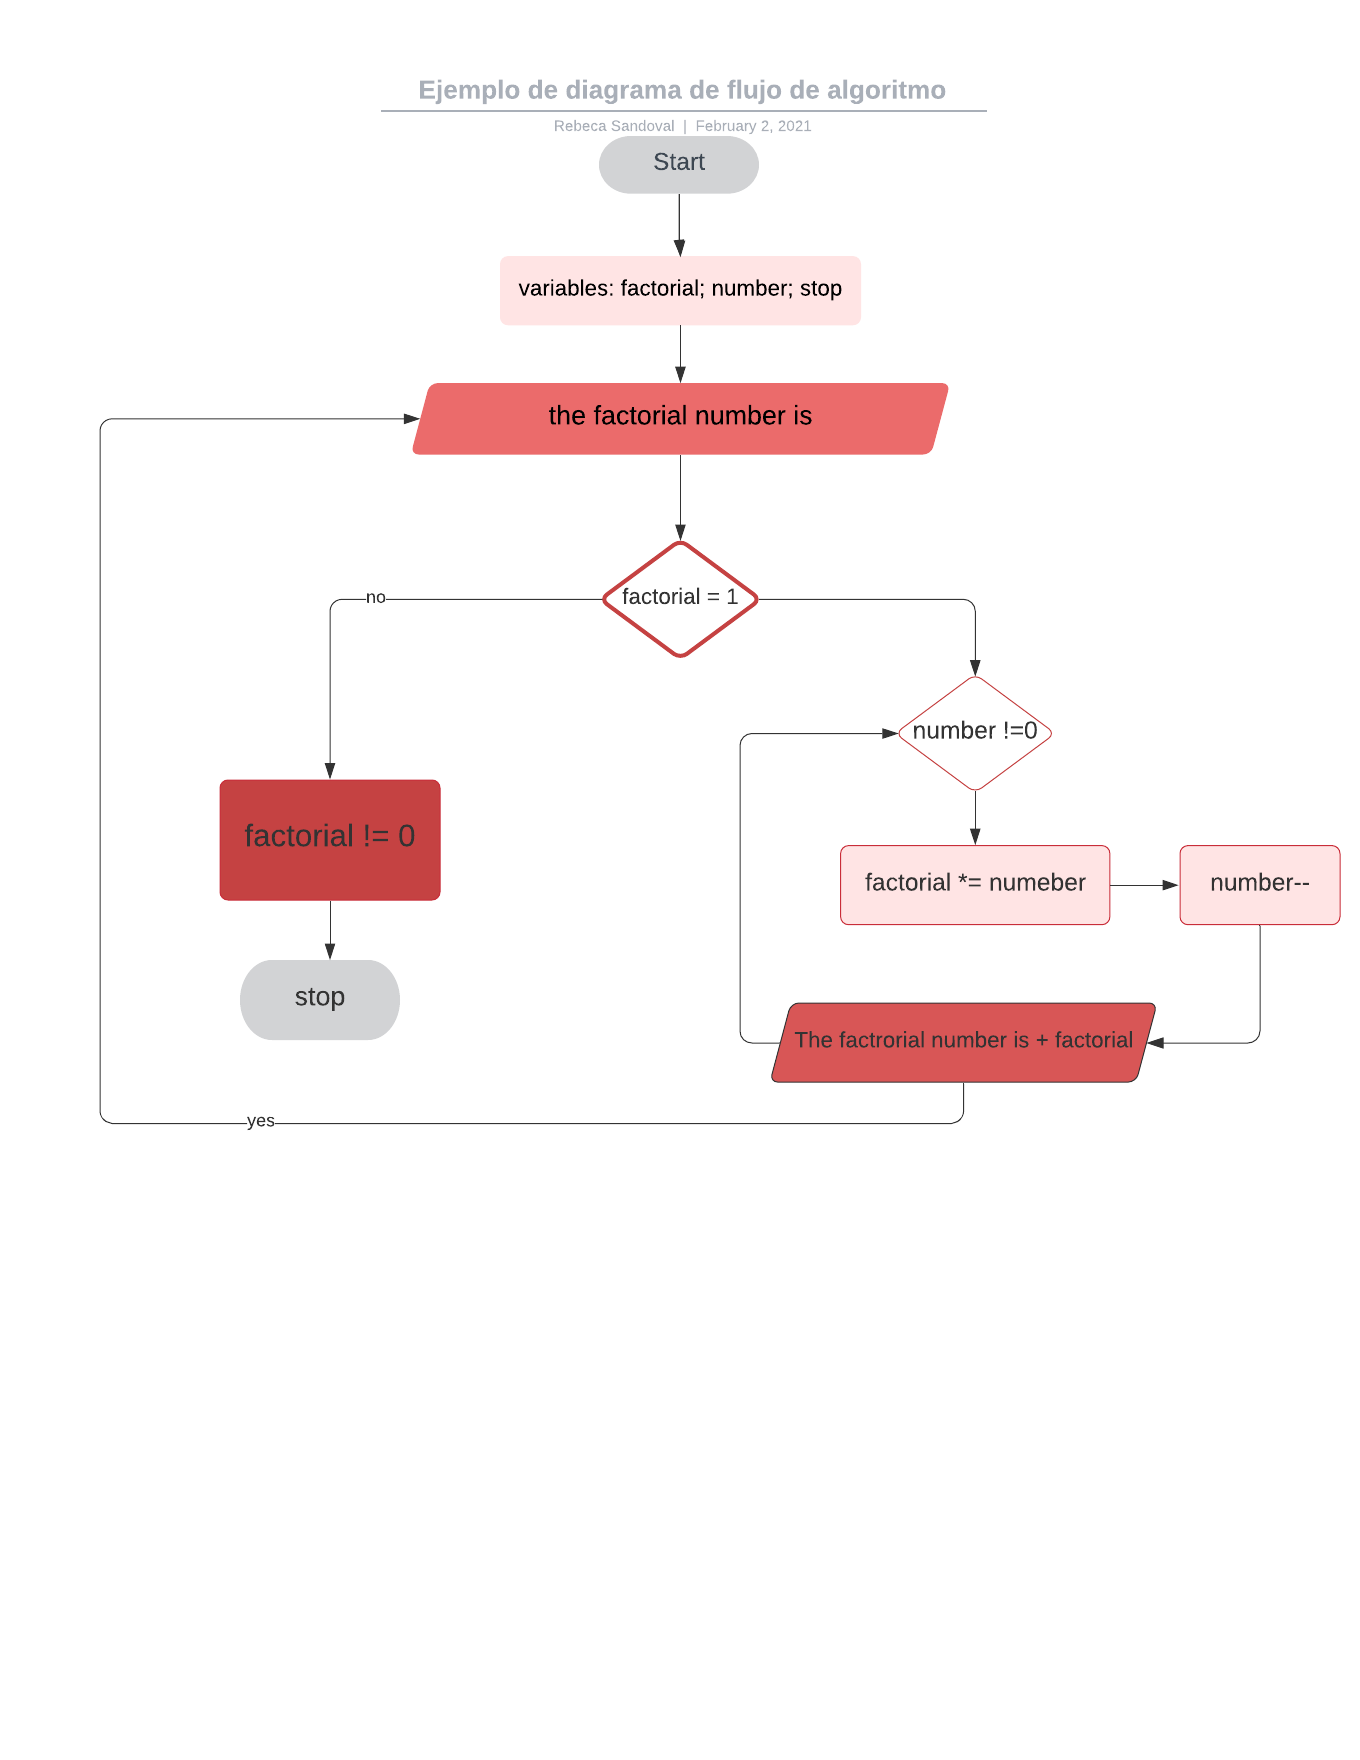 Ejemplo de diagrama de flujo de algoritmo
Rebeca Sandoval | February 2, 2021
Start
variables: factorial; number; stop
the factorial number is
factorial = 1
no
number !=0
factorial != 0
factorial *= numeber
number--
stop
The factrorial number is + factorial
yes